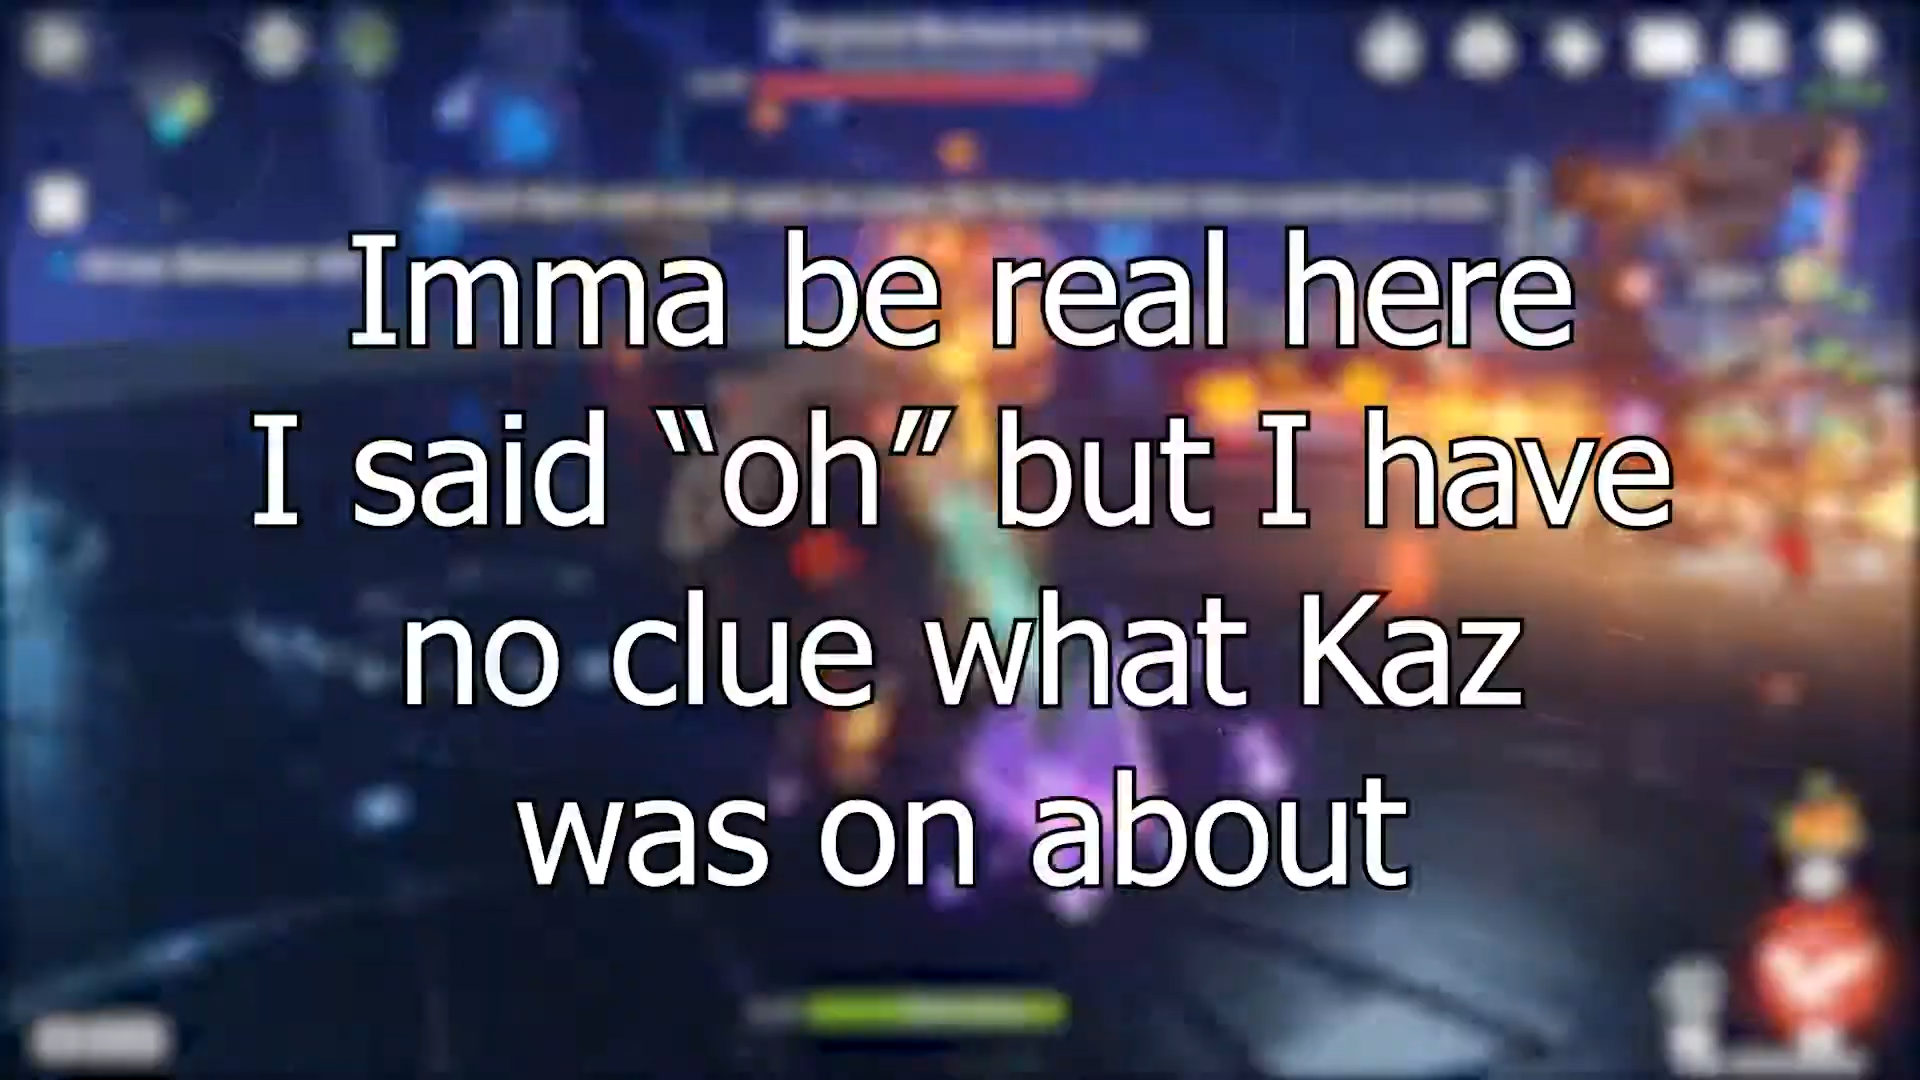 Imma be real here
I said “oh” but I have
no clue what Kaz
was on about